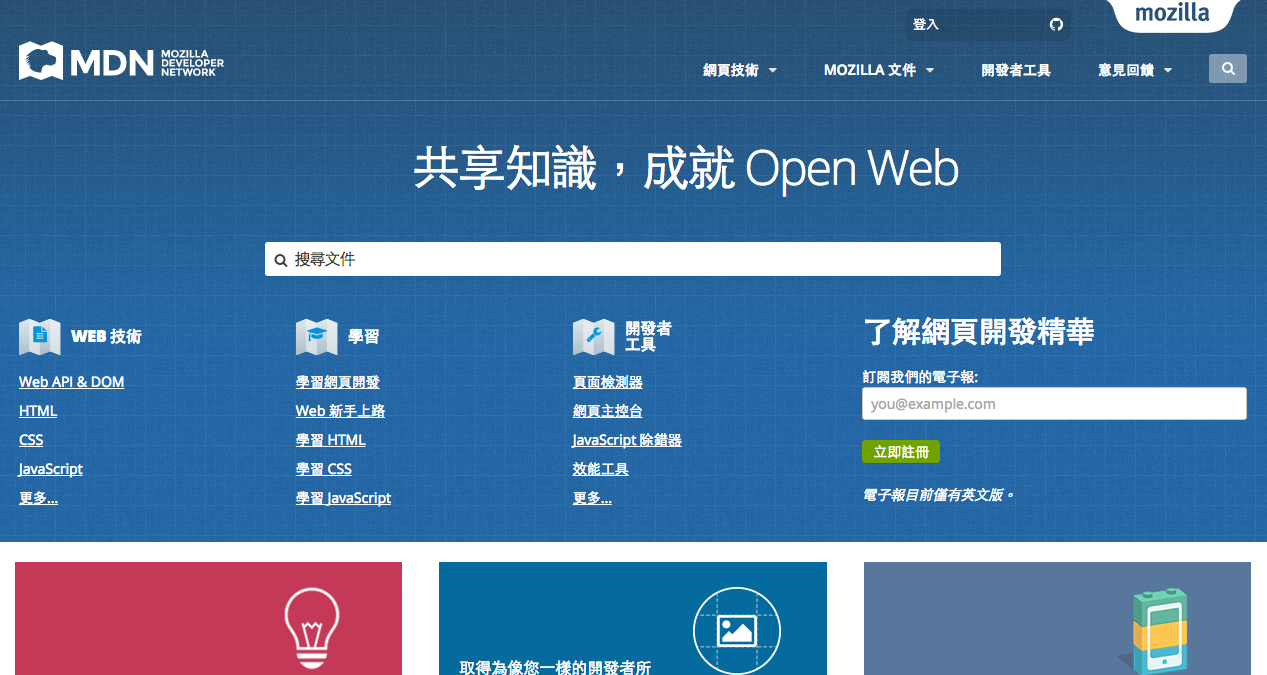 登入
mozilla
MDN MOZILLA
DEVELOPER
NETWORK
網頁技術
MOZILLA 文件
開發者工具
意見回饋
共享知識，成就 Open Web
搜尋文件
WEB 技術
Web API & DOM
HTML
CSS
JavaScript
更多...
學習
學習網頁開發
Web 新手上路
學習 HTML
學習 CSS
學習 JavaScript
開發者
工具
頁面檢測器
網頁主控台
JavaScript 除錯器
效能工具
更多...
了解網頁開發精華
訂閱我們的電子報:
you@example.com
立即註冊
電子報目前僅有英文版。
取得為像您一樣的開發者所